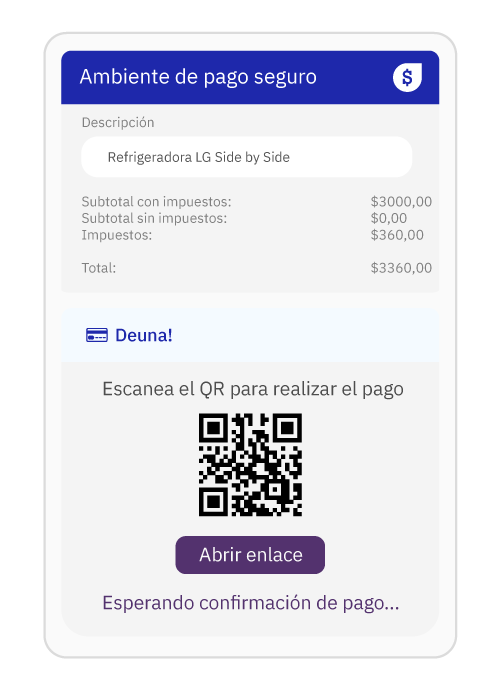 Ambiente de pago seguro
$
Descripción
Refrigeradora LG Side by Side
Subtotal con impuestos: $3000,00
Subtotal sin impuestos: $0,00
Impuestos: $360,00
Total: $3360,00
Deuna!
Escanea el QR para realizar el pago
Abrir enlace
Esperando confirmación de pago...